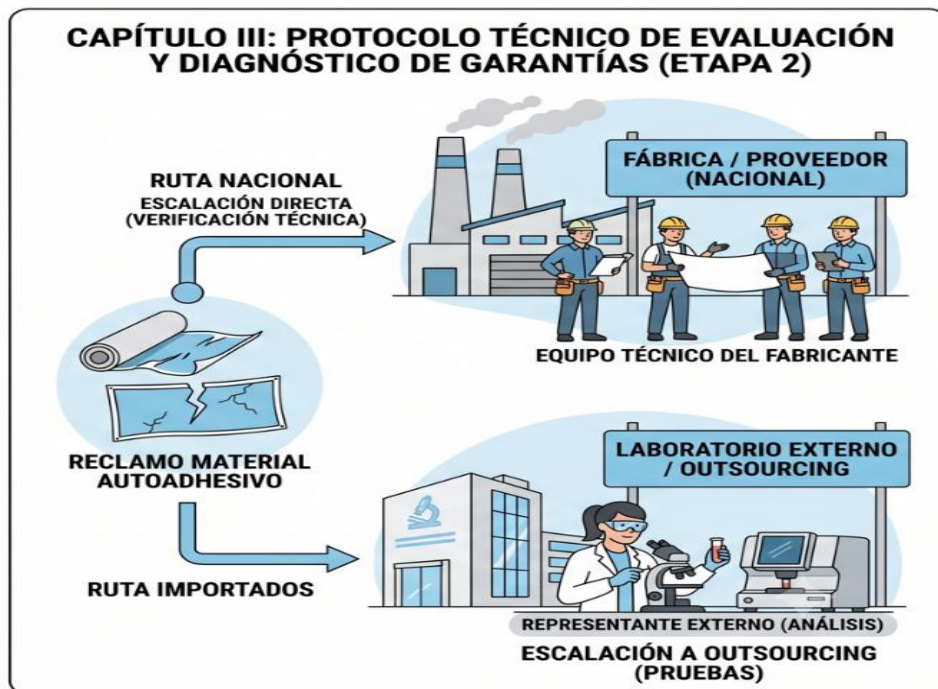 CAPÍTULO III: PROTOCOLO TÉCNICO DE EVALUACIÓN
Y DIAGNÓSTICO DE GARANTÍAS (ETAPA 2)
RUTA NACIONAL
ESCALACIÓN DIRECTA
(VERIFICACIÓN TÉCNICA)
FÁBRICA / PROVEEDOR
(NACIONAL)
EQUIPO TÉCNICO DEL FABRICANTE
RECLAMO MATERIAL
AUTOADHESIVO
RUTA IMPORTADOS
LABORATORIO EXTERNO
/ OUTSOURCING
REPRESENTANTE EXTERNO (ANÁLISIS)
ESCALACIÓN A OUTSOURCING
(PRUEBAS)